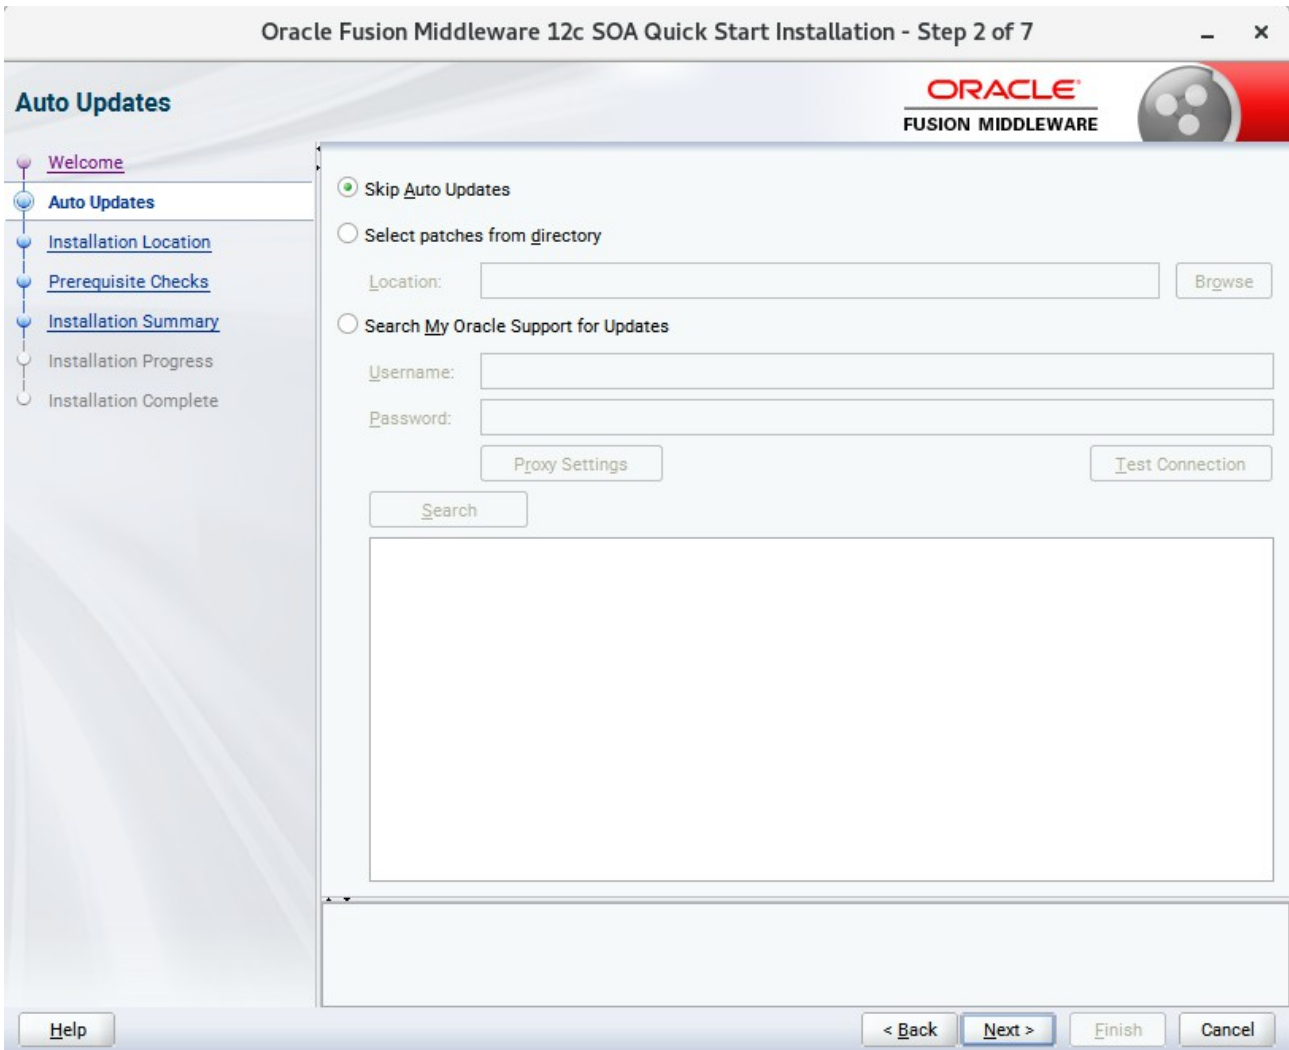 Oracle Fusion Middleware 12c SOA Quick Start Installation - Step 2 of 7
Auto Updates
ORACLE
FUSION MIDDLEWARE
Welcome
Auto Updates
Installation Location
Prerequisite Checks
Installation Summary
Installation Progress
Installation Complete
Skip Auto Updates
Select patches from directory
Location:
Browse
Search My Oracle Support for Updates
Username:
Password:
Proxy Settings
Test Connection
Search
Help
< Back
Next >
Finish
Cancel